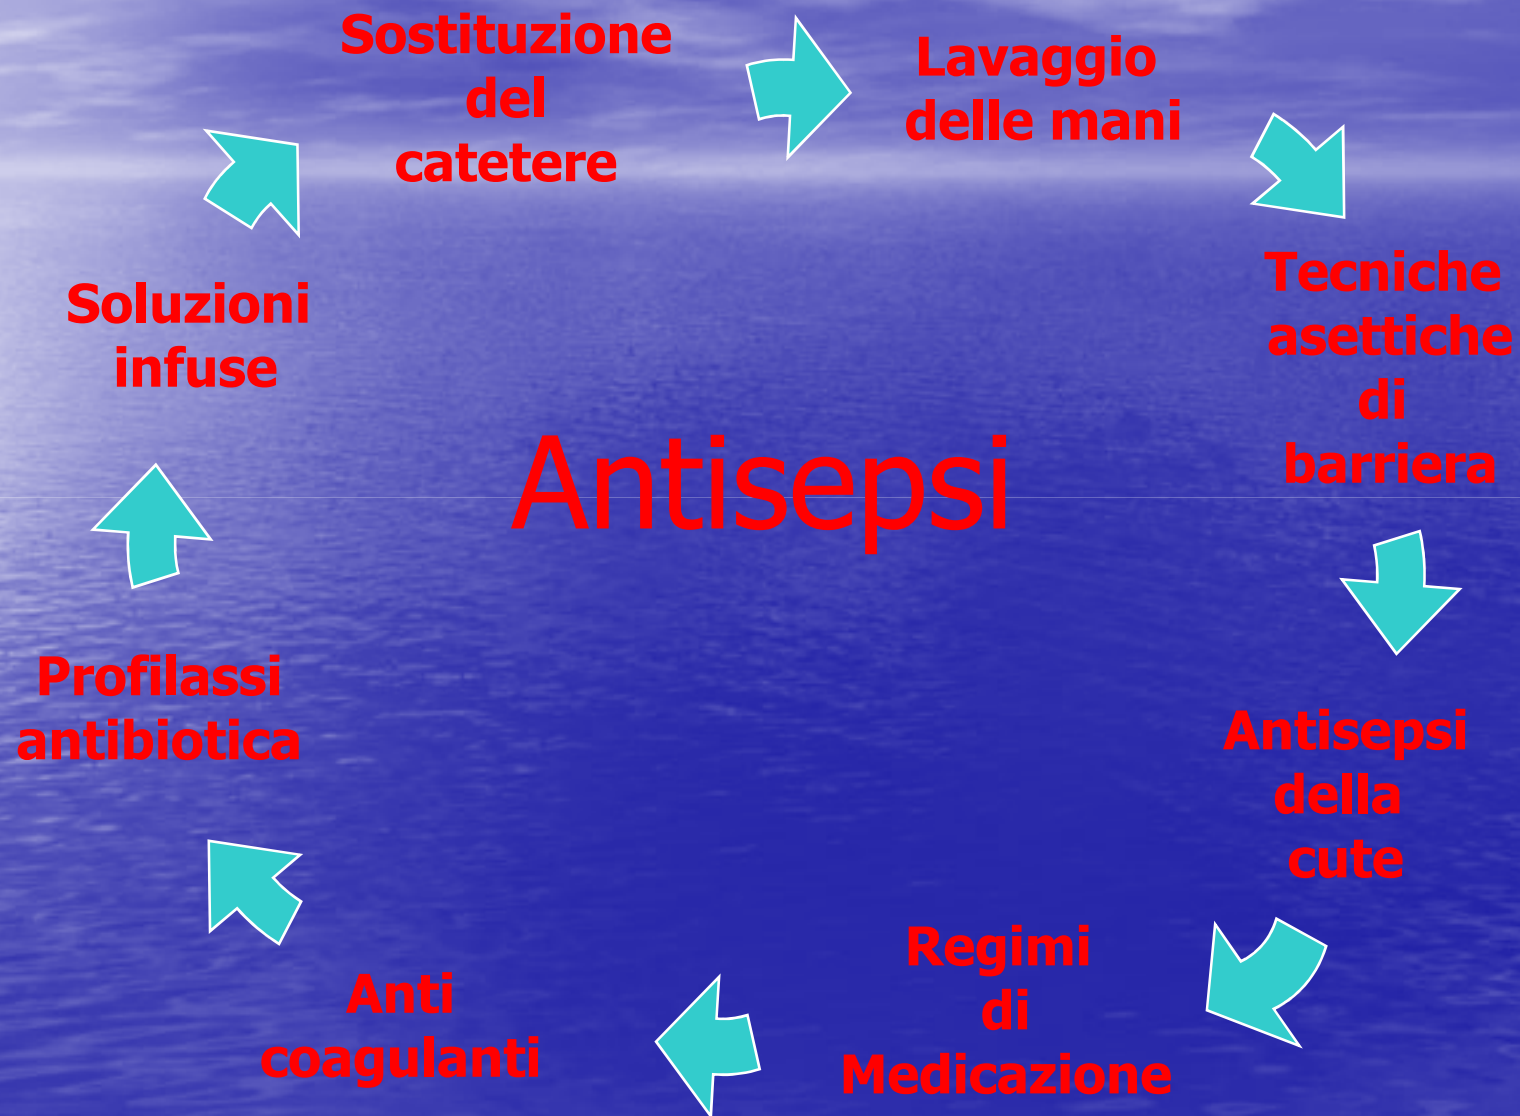 Sostituzione
del
catetere
Lavaggio
delle mani
Tecniche
asettiche
di
barriera
Antisepsi
della
cute
Regimi
di
Medicazione
Anti
coagulanti
Profilassi
antibiotica
Soluzioni
infuse
Antisepsi